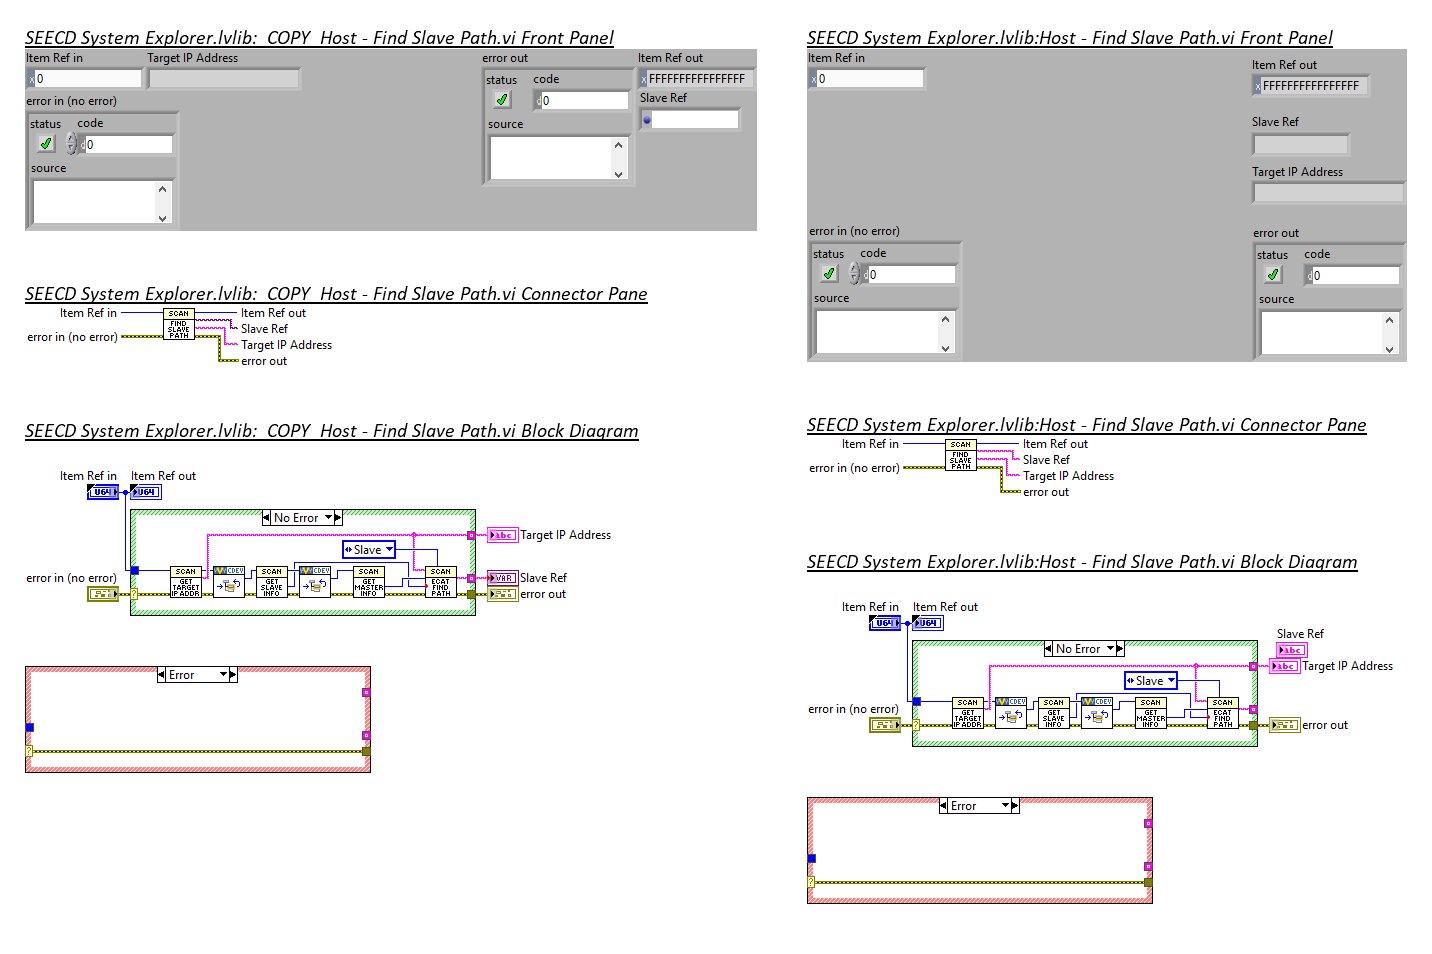 SEECD System Explorer.lvlib:  COPY  Host - Find Slave Path.vi Front Panel
Item Ref in
Target IP Address
x 0
error in (no error)
status
code
d 0
source
error out
status
code
d 0
source
Item Ref out
x FFFFFFFFFFFFFFFF
Slave Ref
SEECD System Explorer.lvlib:  COPY  Host - Find Slave Path.vi Connector Pane
Item Ref in
error in (no error)
SCAN
FIND
SLAVE
PATH
Item Ref out
Slave Ref
Target IP Address
error out
SEECD System Explorer.lvlib:  COPY  Host - Find Slave Path.vi Block Diagram
Item Ref in
Item Ref out
U64
U64
No Error
Target IP Address
abc
Slave
error in (no error)
SCAN
GET
TARGET
IP ADDR
CDEV
SCAN
GET
SLAVE
INFO
CDEV
SCAN
GET
MASTER
INFO
SCAN
ECAT
FIND
PATH
VAR
Slave Ref
error out
?
Error
?
SEECD System Explorer.lvlib:Host - Find Slave Path.vi Front Panel
Item Ref in
x 0
Item Ref out
x FFFFFFFFFFFFFFFF
Slave Ref
Target IP Address
error in (no error)
status
code
d 0
source
error out
status
code
d 0
source
SEECD System Explorer.lvlib:Host - Find Slave Path.vi Connector Pane
Item Ref in
error in (no error)
SCAN
FIND
SLAVE
PATH
Item Ref out
Slave Ref
Target IP Address
error out
SEECD System Explorer.lvlib:Host - Find Slave Path.vi Block Diagram
Item Ref in
Item Ref out
U64
U64
No Error
Slave Ref
abc
abc
Target IP Address
Slave
error in (no error)
SCAN
GET
TARGET
IP ADDR
CDEV
SCAN
GET
SLAVE
INFO
CDEV
SCAN
GET
MASTER
INFO
SCAN
ECAT
FIND
PATH
error out
?
Error
?